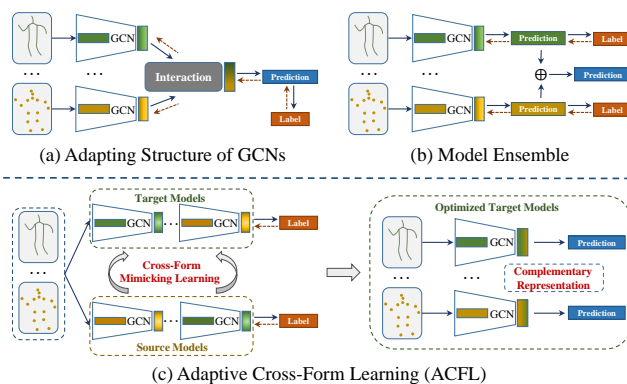 GCN
Interaction
Prediction
Label
...
...
GCN
(a) Adapting Structure of GCNs
GCN
Prediction
Label
...
...
Prediction
GCN
Prediction
Label
(b) Model Ensemble
Target Models
GCN
...
GCN
Label
...
Cross-Form
Mimicking Learning
GCN
...
GCN
Label
Source Models
Optimized Target Models
GCN
Prediction
...
...
Complementary
Representation
GCN
Prediction
(c) Adaptive Cross-Form Learning (ACFL)